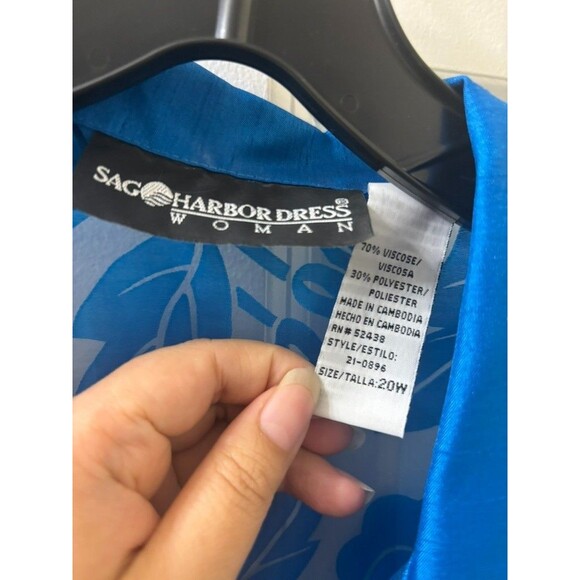 SAG HARBOR DRESS®
WOMAN
70% VISCOSE/
VISCOSA
30% POLYESTER/
POLIESTER
MADE IN CAMBODIA
HECHO EN CAMBODIA
RN# 52438
STYLE/ESTILO:
21-0896
SIZE/TALLA: 20W